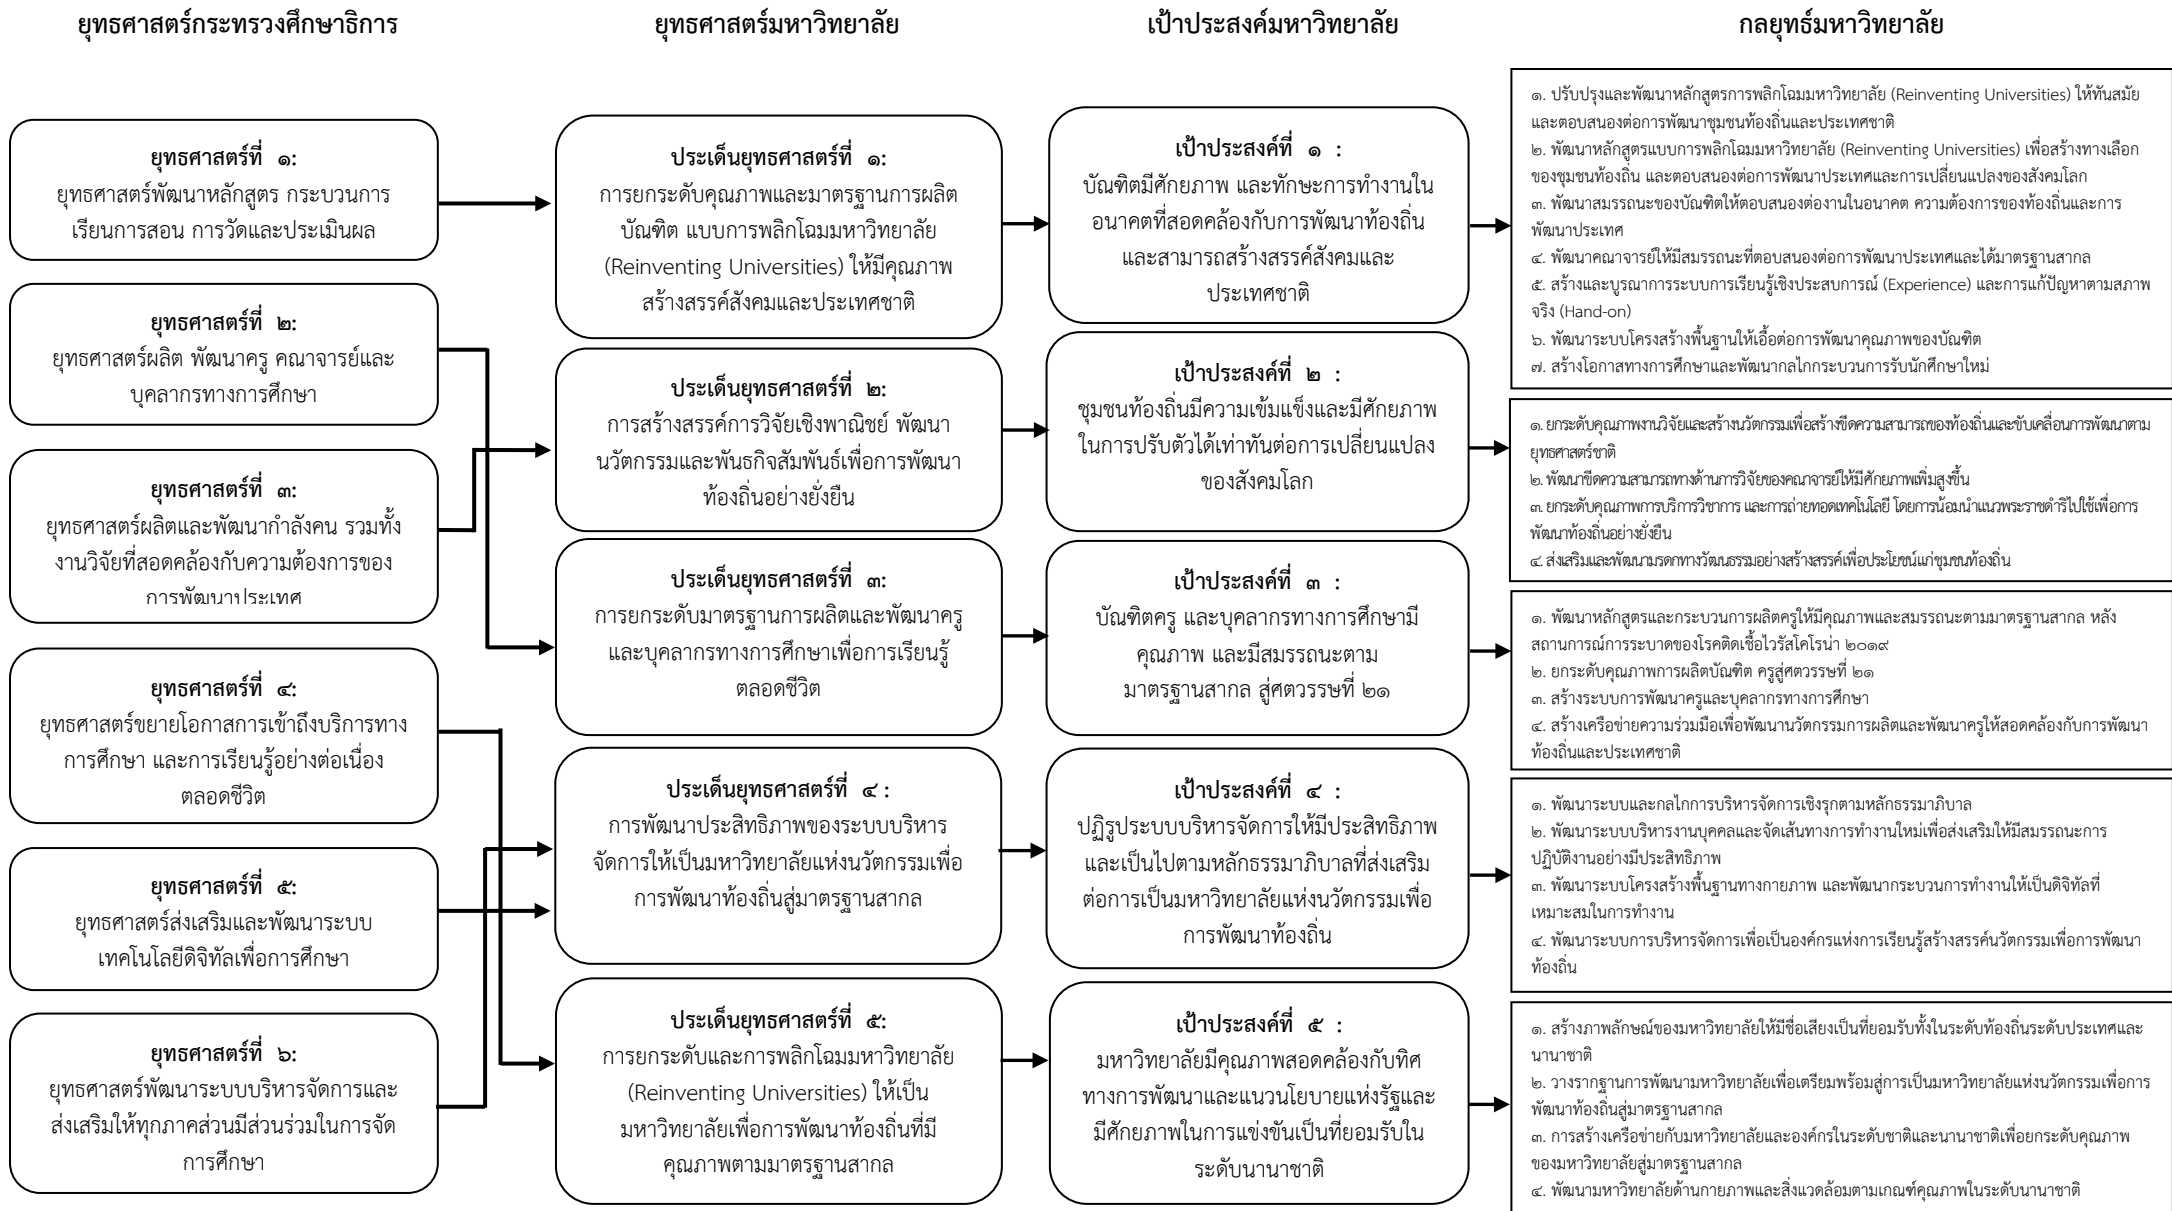 ยุทธศาสตร์กระทรวงศึกษาธิการ
ยุทธศาสตร์มหาวิทยาลัย
เป้าประสงค์มหาวิทยาลัย
กลยุทธ์มหาวิทยาลัย
ยุทธศาสตร์ที่ ๑:
ยุทธศาสตร์พัฒนาหลักสูตร กระบวนการ
เรียนการสอน การวัดและประเมินผล
ยุทธศาสตร์ที่ ๒:
ยุทธศาสตร์ผลิต พัฒนาครู คณาจารย์และ
บุคลากรทางการศึกษา
ยุทธศาสตร์ที่ ๓:
ยุทธศาสตร์ผลิตและพัฒนากำลังคน รวมทั้ง
งานวิจัยที่สอดคล้องกับความต้องการของ
การพัฒนาประเทศ
ยุทธศาสตร์ที่ ๔:
ยุทธศาสตร์ขยายโอกาสการเข้าถึงบริการทาง
การศึกษา และการเรียนรู้อย่างต่อเนื่อง
ตลอดชีวิต
ยุทธศาสตร์ที่ ๕:
ยุทธศาสตร์ส่งเสริมและพัฒนาระบบ
เทคโนโลยีดิจิทัลเพื่อการศึกษา
ยุทธศาสตร์ที่ ๖:
ยุทธศาสตร์พัฒนาระบบบริหารจัดการและ
ส่งเสริมให้ทุกภาคส่วนมีส่วนร่วมในการจัด
การศึกษา
ประเด็นยุทธศาสตร์ที่ ๑:
การยกระดับคุณภาพและมาตรฐานการผลิต
บัณฑิต แบบการพลิกโฉมมหาวิทยาลัย
(Reinventing Universities) ให้มีคุณภาพ
สร้างสรรค์สังคมและประเทศชาติ
ประเด็นยุทธศาสตร์ที่ ๒:
การสร้างสรรค์การวิจัยเชิงพาณิชย์ พัฒนา
นวัตกรรมและพันธกิจสัมพันธ์เพื่อการพัฒนา
ท้องถิ่นอย่างยั่งยืน
ประเด็นยุทธศาสตร์ที่ ๓:
การยกระดับมาตรฐานการผลิตและพัฒนาครู
และบุคลากรทางการศึกษาเพื่อการเรียนรู้
ตลอดชีวิต
ประเด็นยุทธศาสตร์ที่ ๔ :
การพัฒนาประสิทธิภาพของระบบบริหาร
จัดการให้เป็นมหาวิทยาลัยแห่งนวัตกรรมเพื่อ
การพัฒนาท้องถิ่นสู่มาตรฐานสากล
ประเด็นยุทธศาสตร์ที่ ๕:
การยกระดับและการพลิกโฉมมหาวิทยาลัย
(Reinventing Universities) ให้เป็น
มหาวิทยาลัยเพื่อการพัฒนาท้องถิ่นที่มี
คุณภาพตามมาตรฐานสากล
เป้าประสงค์ที่ ๑ :
บัณฑิตมีศักยภาพ และทักษะการทำงานใน
อนาคตที่สอดคล้องกับการพัฒนาท้องถิ่น
และสามารถสร้างสรรค์สังคมและ
ประเทศชาติ
เป้าประสงค์ที่ ๒ :
ชุมชนท้องถิ่นมีความเข้มแข็งและมีศักยภาพ
ในการปรับตัวได้เท่าทันต่อการเปลี่ยนแปลง
ของสังคมโลก
เป้าประสงค์ที่ ๓ :
บัณฑิตครู และบุคลากรทางการศึกษามี
คุณภาพ และมีสมรรถนะตาม
มาตรฐานสากล สู่ศตวรรษที่ ๒๑
เป้าประสงค์ที่ ๔ :
ปฏิรูประบบบริหารจัดการให้มีประสิทธิภาพ
และเป็นไปตามหลักธรรมาภิบาลที่ส่งเสริม
ต่อการเป็นมหาวิทยาลัยแห่งนวัตกรรมเพื่อ
การพัฒนาท้องถิ่น
เป้าประสงค์ที่ ๕ :
มหาวิทยาลัยมีคุณภาพสอดคล้องกับทิศ
ทางการพัฒนาและแนวนโยบายแห่งรัฐและ
มีศักยภาพในการแข่งขันเป็นที่ยอมรับใน
ระดับนานาชาติ
๑. ปรับปรุงและพัฒนาหลักสูตรการพลิกโฉมมหาวิทยาลัย (Reinventing Universities) ให้ทันสมัย
และตอบสนองต่อการพัฒนาชุมชนท้องถิ่นและประเทศชาติ
๒. พัฒนาหลักสูตรแบบการพลิกโฉมมหาวิทยาลัย (Reinventing Universities) เพื่อสร้างทางเลือก
ของชุมชนท้องถิ่น และตอบสนองต่อการพัฒนาประเทศและการเปลี่ยนแปลงของสังคมโลก
๓. พัฒนาสมรรถนะของบัณฑิตให้ตอบสนองต่องานในอนาคต ความต้องการของท้องถิ่นและการ
พัฒนาประเทศ
๔. พัฒนาคณาจารย์ให้มีสมรรถนะที่ตอบสนองต่อการพัฒนาประเทศและได้มาตรฐานสากล
๕. สร้างและบูรณาการระบบการเรียนรู้เชิงประสบการณ์ (Experience) และการแก้ปัญหาตามสภาพ
จริง (Hand-on)
๖. พัฒนาระบบโครงสร้างพื้นฐานให้เอื้อต่อการพัฒนาคุณภาพของบัณฑิต
๗. สร้างโอกาสทางการศึกษาและพัฒนากลไกกระบวนการรับนักศึกษาใหม่
๑. ยกระดับคุณภาพงานวิจัยและสร้างนวัตกรรมเพื่อสร้างขีดความสามารถของท้องถิ่นและขับเคลื่อนการพัฒนาตาม
ยุทธศาสตร์ชาติ
๒. พัฒนาขีดความสามารถทางด้านการวิจัยของคณาจารย์ให้มีศักยภาพเพิ่มสูงขึ้น
๓. ยกระดับคุณภาพการบริการวิชาการ และการถ่ายทอดเทคโนโลยี โดยการน้อมนำแนวพระราชดำริไปใช้เพื่อการ
พัฒนาท้องถิ่นอย่างยั่งยืน
๔. ส่งเสริมและพัฒนามรดกทางวัฒนธรรมอย่างสร้างสรรค์เพื่อประโยชน์แก่ชุมชนท้องถิ่น
๑. พัฒนาหลักสูตรและกระบวนการผลิตครูให้มีคุณภาพและสมรรถนะตามมาตรฐานสากล หลัง
สถานการณ์การระบาดของโรคติดเชื้อไวรัสโคโรน่า ๒๐๑๙
๒. ยกระดับคุณภาพการผลิตบัณฑิต ครูสู่ศตวรรษที่ ๒๑
๓. สร้างระบบการพัฒนาครูและบุคลากรทางการศึกษา
๔. สร้างเครือข่ายความร่วมมือเพื่อพัฒนานวัตกรรมการผลิตและพัฒนาครูให้สอดคล้องกับการพัฒนา
ท้องถิ่นและประเทศชาติ
๑. พัฒนาระบบและกลไกการบริหารจัดการเชิงรุกตามหลักธรรมาภิบาล
๒. พัฒนาระบบบริหารงานบุคคลและจัดเส้นทางการทำงานใหม่เพื่อส่งเสริมให้มีสมรรถนะการ
ปฏิบัติงานอย่างมีประสิทธิภาพ
๓. พัฒนาระบบโครงสร้างพื้นฐานทางกายภาพ และพัฒนากระบวนการทำงานให้เป็นดิจิทัลที่
เหมาะสมในการทำงาน
๔. พัฒนาระบบการบริหารจัดการเพื่อเป็นองค์กรแห่งการเรียนรู้สร้างสรรค์นวัตกรรมเพื่อการพัฒนา
ท้องถิ่น
๑. สร้างภาพลักษณ์ของมหาวิทยาลัยให้มีชื่อเสียงเป็นที่ยอมรับทั้งในระดับท้องถิ่นระดับประเทศและ
นานาชาติ
๒. วางรากฐานการพัฒนามหาวิทยาลัยเพื่อเตรียมพร้อมสู่การเป็นมหาวิทยาลัยแห่งนวัตกรรมเพื่อการ
พัฒนาท้องถิ่นสู่มาตรฐานสากล
๓. การสร้างเครือข่ายกับมหาวิทยาลัยและองค์กรในระดับชาติและนานาชาติเพื่อยกระดับคุณภาพ
ของมหาวิทยาลัยสู่มาตรฐานสากล
๔. พัฒนามหาวิทยาลัยด้านกายภาพและสิ่งแวดล้อมตามเกณฑ์คุณภาพในระดับนานาชาติ